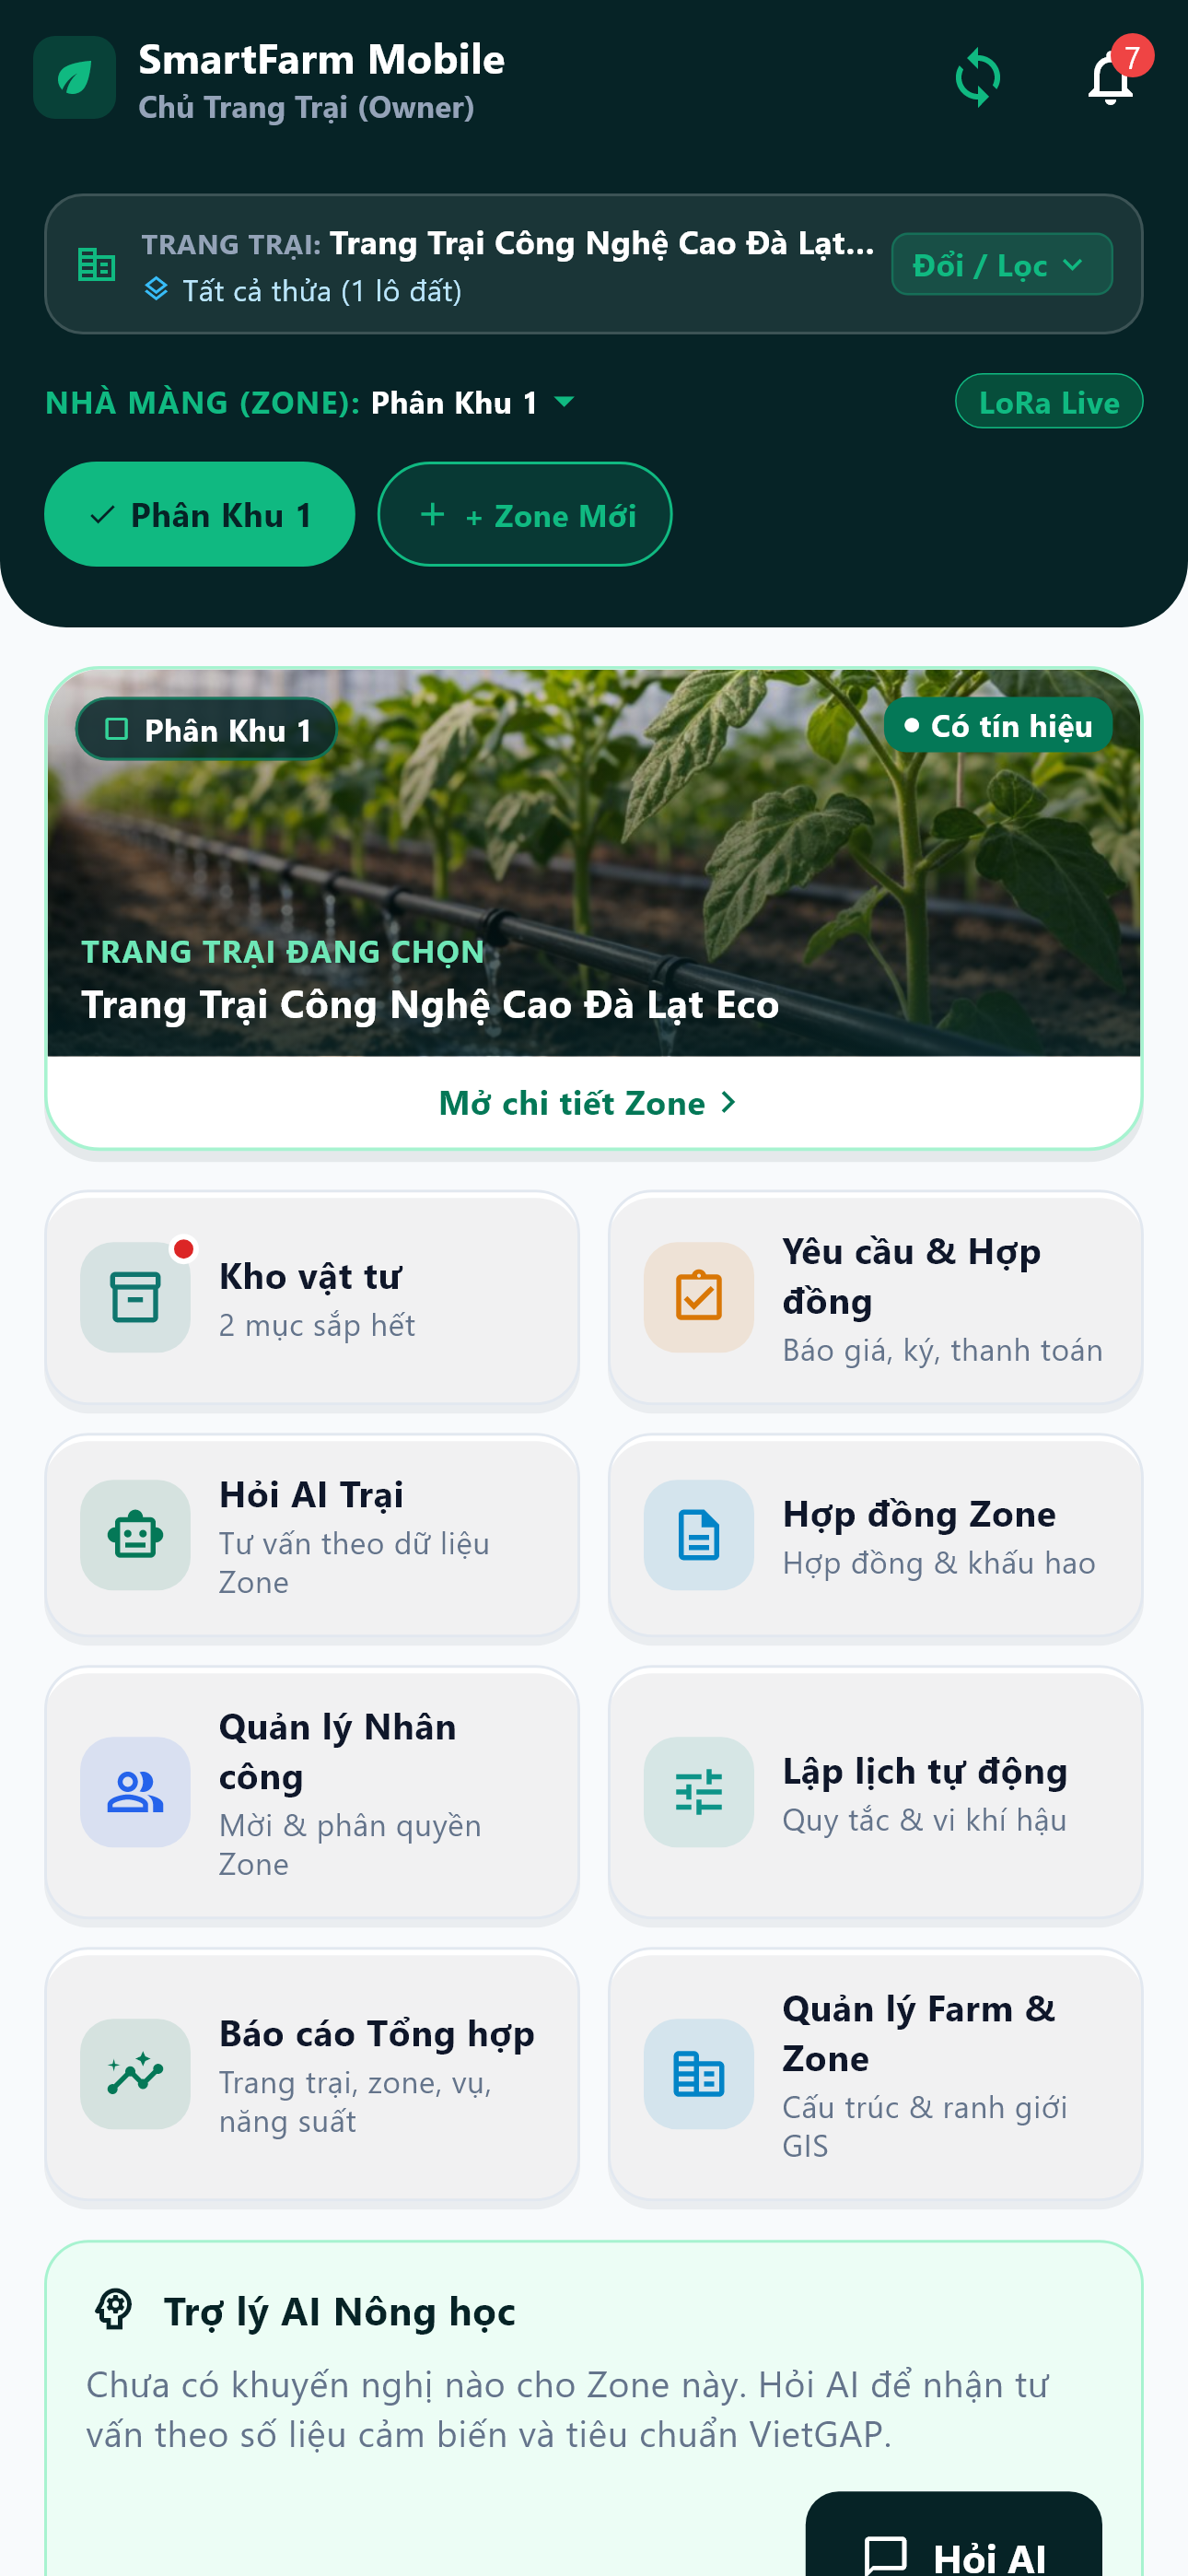 SmartFarm Mobile
Chủ Trang Trại (Owner)
7
TRANG TRẠI: Trang Trại Công Nghệ Cao Đà Lạt...
Tất cả thửa (1 lô đất)
Đổi / Lọc
NHÀ MÀNG (ZONE): Phân Khu 1
LoRa Live
Phân Khu 1
+ Zone Mới
Phân Khu 1
Có tín hiệu
TRANG TRẠI ĐANG CHỌN
Trang Trại Công Nghệ Cao Đà Lạt Eco
Mở chi tiết Zone
Kho vật tư
2 mục sắp hết
Yêu cầu & Hợp
đồng
Báo giá, ký, thanh toán
Hỏi AI Trại
Tư vấn theo dữ liệu
Zone
Hợp đồng Zone
Hợp đồng & khấu hao
Quản lý Nhân
công
Mời & phân quyền
Zone
Lập lịch tự động
Quy tắc & vi khí hậu
Báo cáo Tổng hợp
Trang trại, zone, vụ,
năng suất
Quản lý Farm &
Zone
Cấu trúc & ranh giới
GIS
Trợ lý AI Nông học
Chưa có khuyến nghị nào cho Zone này. Hỏi AI để nhận tư
vấn theo số liệu cảm biến và tiêu chuẩn VietGAP.
Hỏi AI